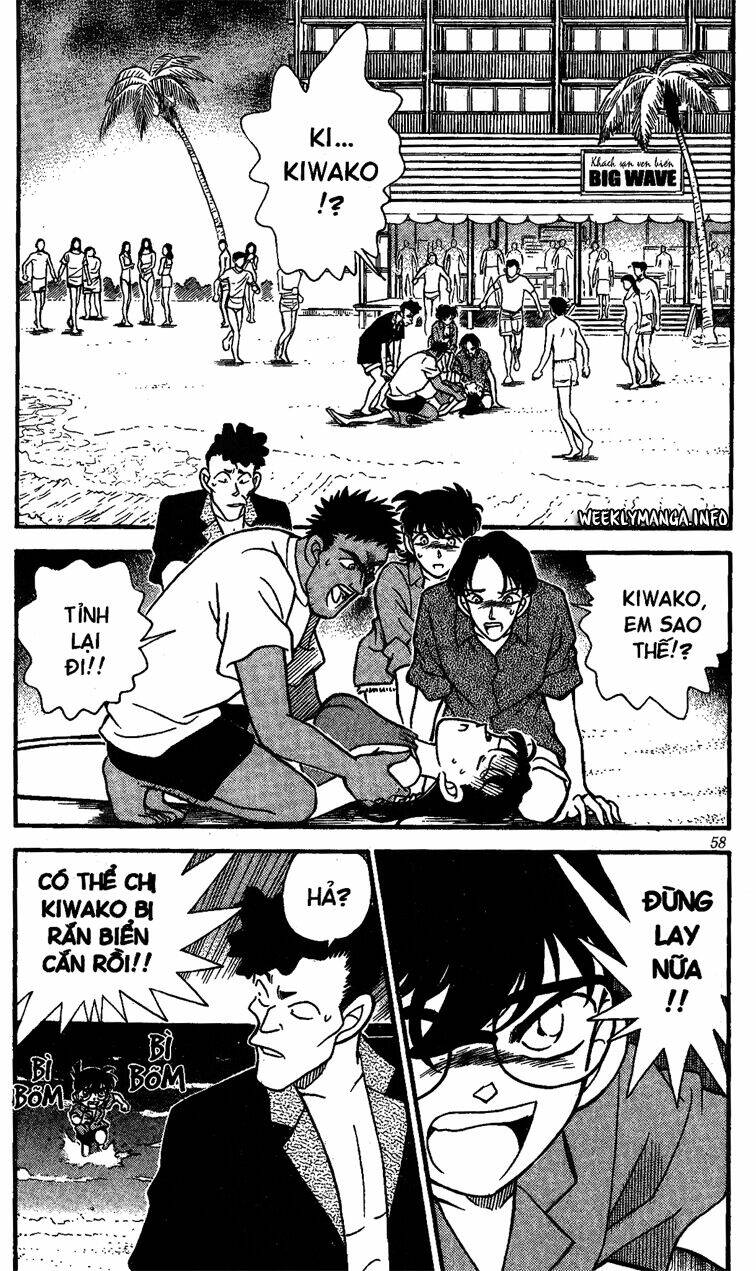 KI...
KIWAKO
!?
Khách sạn ven biển
BIG WAVE
WEEKLYMANGA.INFO
TỈNH
LẠI
ĐI!!
KIWAKO,
EM SAO
THẾ!?
58
CÓ THỂ CHỊ
KIWAKO BỊ
RẮN BIỂN
CẮN RỒI!!
HẢ?
ĐỪNG
LAY
NỮA
!!
BÌ
BÕM
BÌ
BÕM